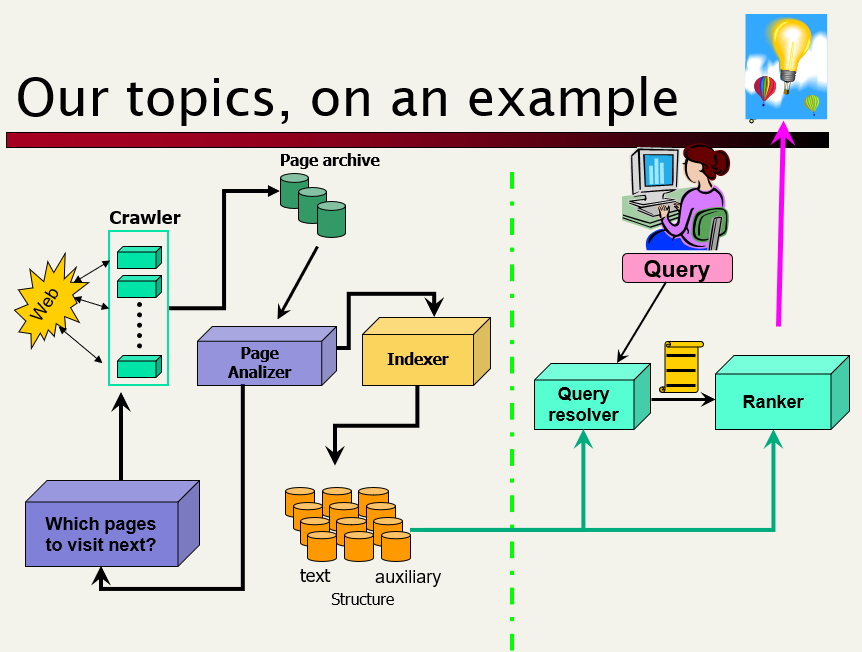 Our topics, on an example
Page archive
Crawler
Web
Page
Analizer
Indexer
Which pages
to visit next?
text
auxiliary
Structure
Query
Query
resolver
Ranker